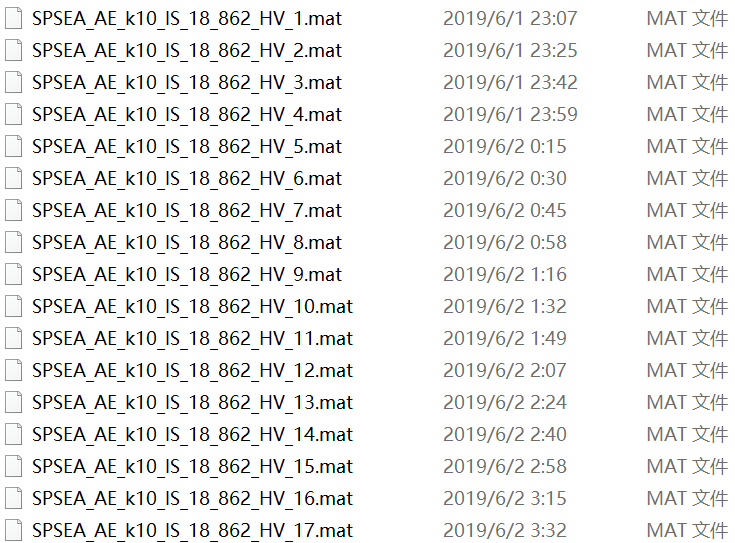 SPSEA_AE_k10_IS_18_862_HV_1.mat 2019/6/1 23:07 MAT 文件
SPSEA_AE_k10_IS_18_862_HV_2.mat 2019/6/1 23:25 MAT 文件
SPSEA_AE_k10_IS_18_862_HV_3.mat 2019/6/1 23:42 MAT 文件
SPSEA_AE_k10_IS_18_862_HV_4.mat 2019/6/1 23:59 MAT 文件
SPSEA_AE_k10_IS_18_862_HV_5.mat 2019/6/2 0:15 MAT 文件
SPSEA_AE_k10_IS_18_862_HV_6.mat 2019/6/2 0:30 MAT 文件
SPSEA_AE_k10_IS_18_862_HV_7.mat 2019/6/2 0:45 MAT 文件
SPSEA_AE_k10_IS_18_862_HV_8.mat 2019/6/2 0:58 MAT 文件
SPSEA_AE_k10_IS_18_862_HV_9.mat 2019/6/2 1:16 MAT 文件
SPSEA_AE_k10_IS_18_862_HV_10.mat 2019/6/2 1:32 MAT 文件
SPSEA_AE_k10_IS_18_862_HV_11.mat 2019/6/2 1:49 MAT 文件
SPSEA_AE_k10_IS_18_862_HV_12.mat 2019/6/2 2:07 MAT 文件
SPSEA_AE_k10_IS_18_862_HV_13.mat 2019/6/2 2:24 MAT 文件
SPSEA_AE_k10_IS_18_862_HV_14.mat 2019/6/2 2:40 MAT 文件
SPSEA_AE_k10_IS_18_862_HV_15.mat 2019/6/2 2:58 MAT 文件
SPSEA_AE_k10_IS_18_862_HV_16.mat 2019/6/2 3:15 MAT 文件
SPSEA_AE_k10_IS_18_862_HV_17.mat 2019/6/2 3:32 MAT 文件